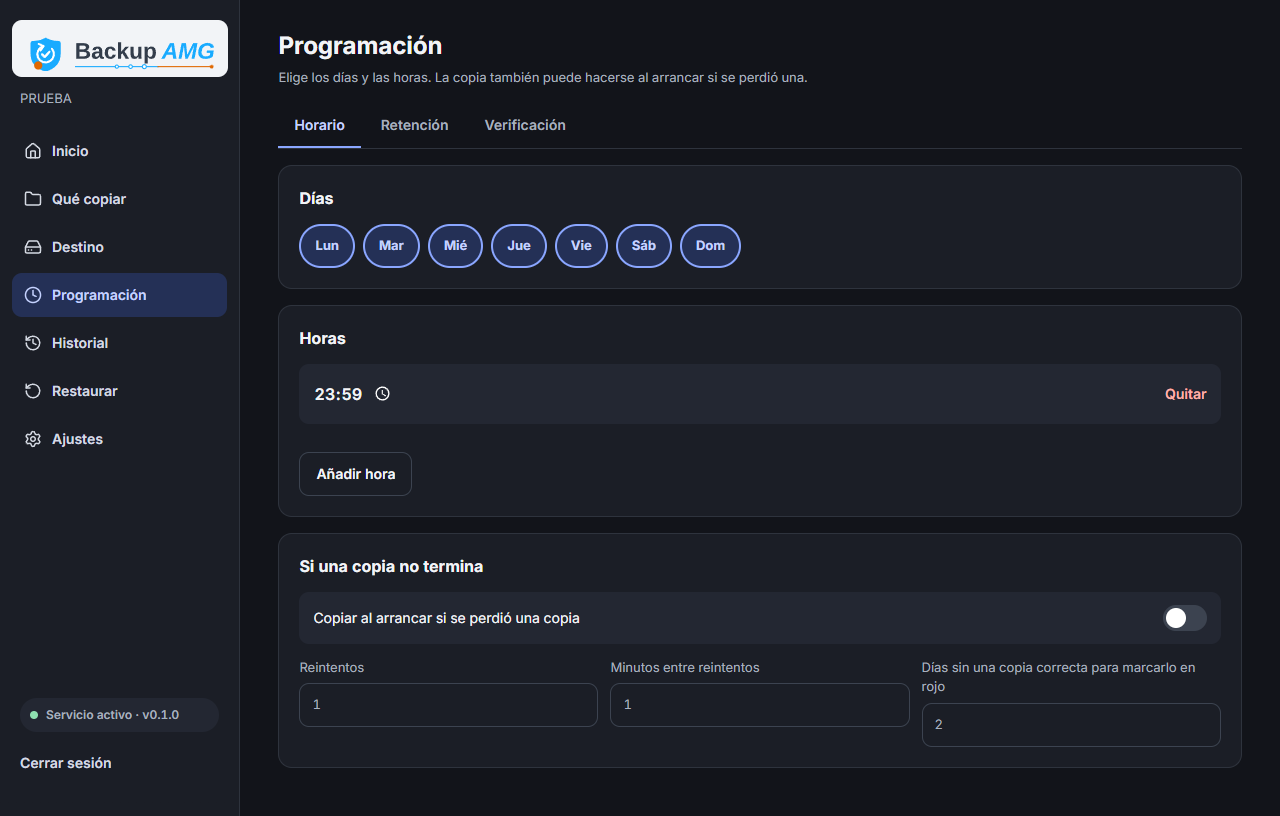 Backup AMG
PRUEBA
Inicio
Qué copiar
Destino
Programación
Historial
Restaurar
Ajustes
Servicio activo · v0.1.0
Cerrar sesión
Programación
Elige los días y las horas. La copia también puede hacerse al arrancar si se perdió una.
Horario Retención Verificación
Días
Lun Mar Mié Jue Vie Sáb Dom
Horas
23:59 Quitar
Añadir hora
Si una copia no termina
Copiar al arrancar si se perdió una copia
Reintentos
1
Minutos entre reintentos
1
Días sin una copia correcta para marcarlo en
rojo
2